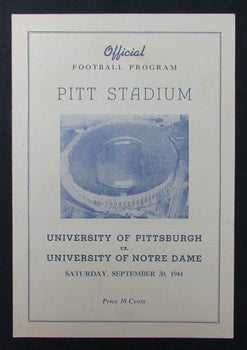 Official
FOOTBALL PROGRAM
PITT STADIUM
UNIVERSITY OF PITTSBURGH
vs.
UNIVERSITY OF NOTRE DAME
SATURDAY, SEPTEMBER 30, 1944
Price 10 Cents